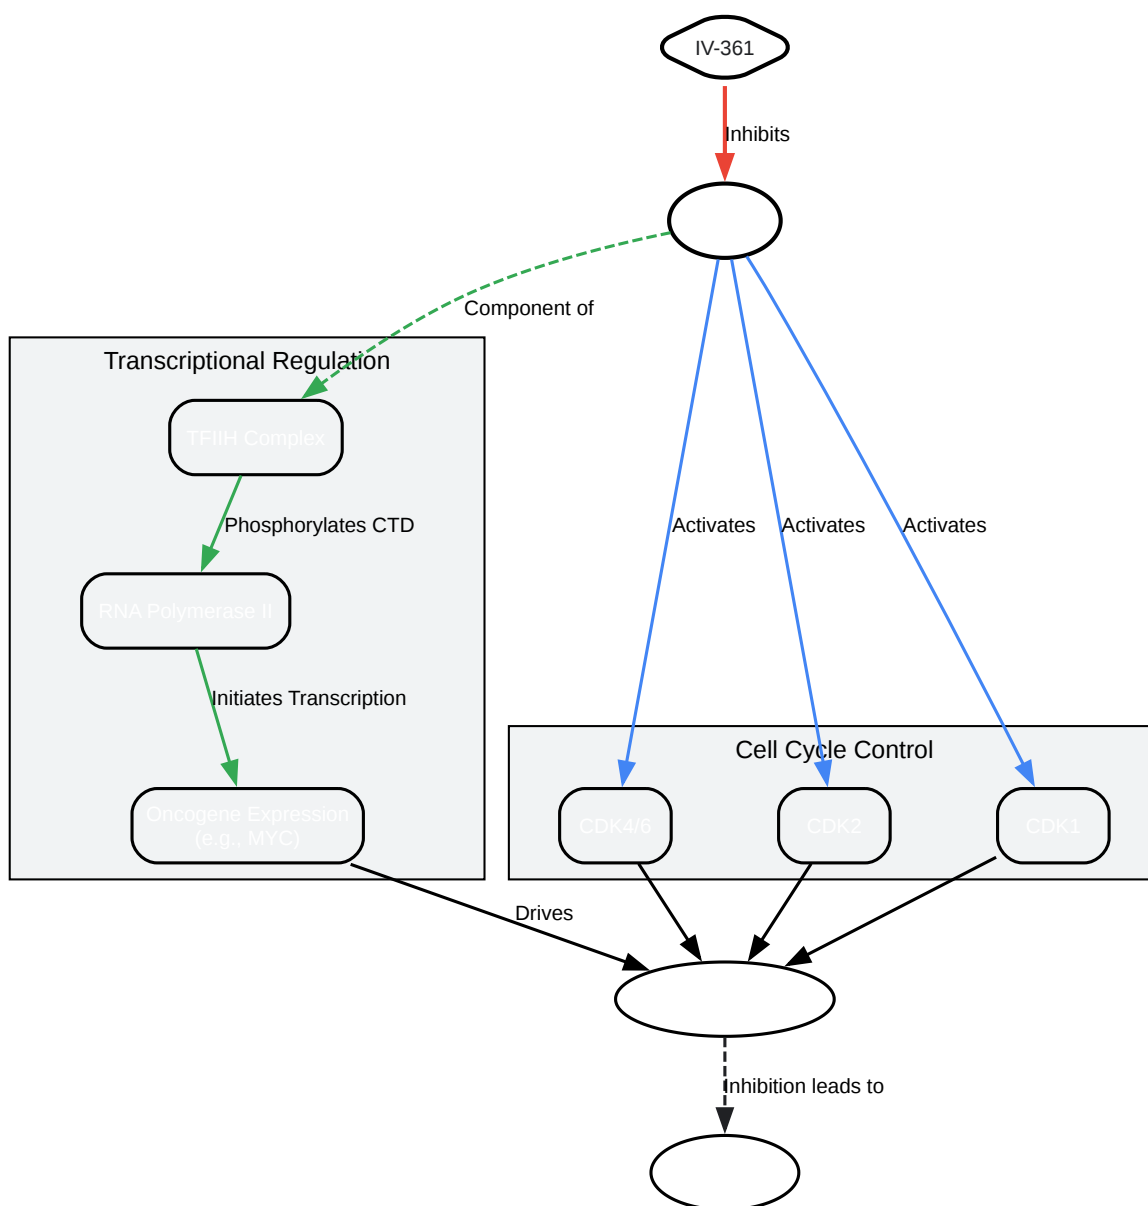 IV-361
Inhibits
Component of
Transcriptional Regulation
TFIIH Complex
Phosphorylates CTD
Activates
Activates
Activates
RNA Polymerase II
Initiates Transcription
Cell Cycle Control
Oncogene Expression
(e.g., MYC)
CDK4/6
CDK2
CDK1
Drives
Inhibition leads to